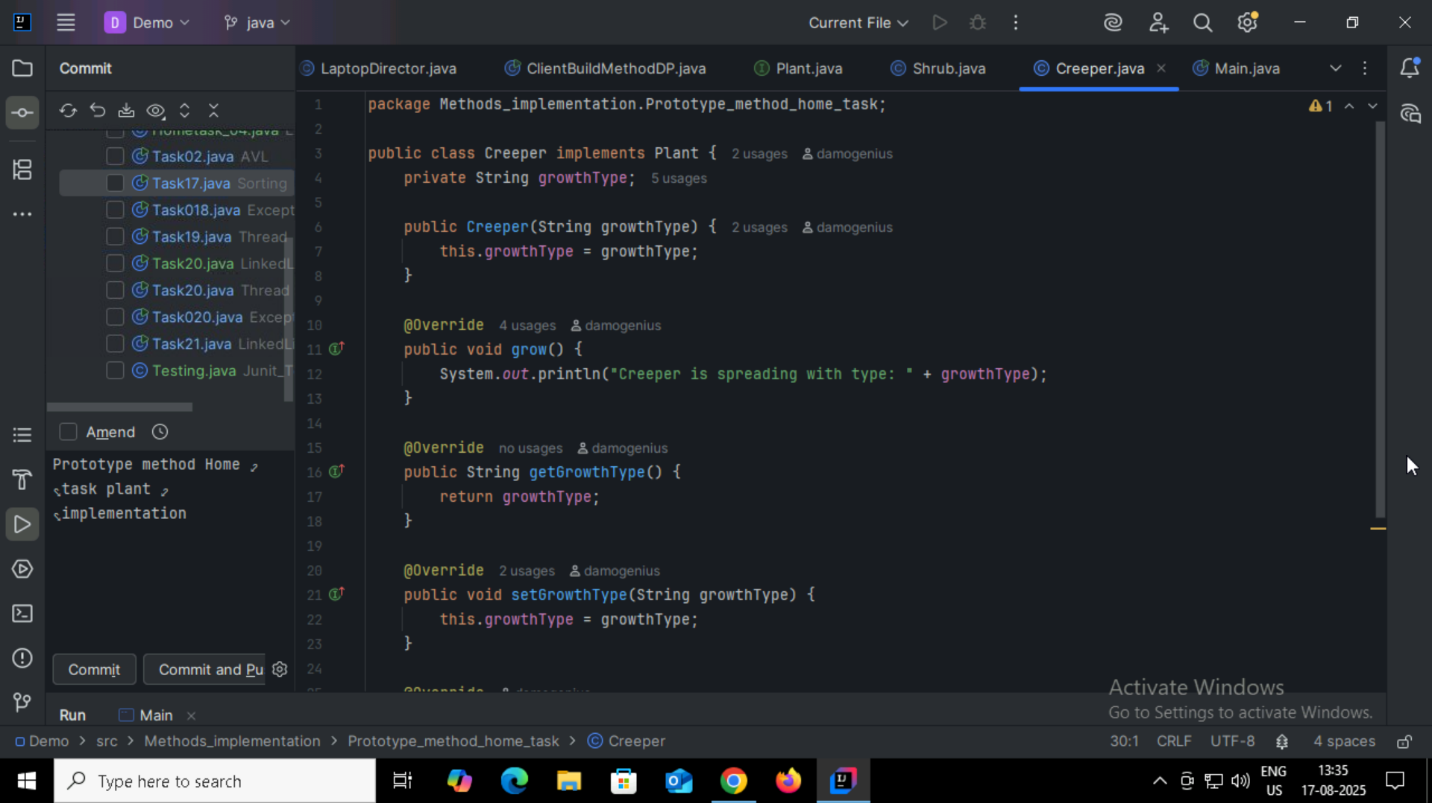 D Demo java Current File
Commit
LaptopDirector.java ClientBuildMethodDP.java Plant.java Shrub.java Creeper.java Main.java
Hometask_04.java
Task02.java AVL
Task17.java Sorting
Task018.java Except
Task19.java Thread
Task20.java LinkedL
Task20.java Thread
Task020.java Excep
Task21.java LinkedLi
Testing.java Junit_T
Amend
Prototype method Home
task plant
implementation
Commit Commit and Pu
1 package Methods_implementation.Prototype_method_home_task; 1
2
3 public class Creeper implements Plant { 2 usages damogenius
4 private String growthType; 5 usages
5
6 public Creeper(String growthType) { 2 usages damogenius
7 this.growthType = growthType;
8 }
9
10 @Override 4 usages damogenius
11 public void grow() {
12 System.out.println("Creeper is spreading with type: " + growthType);
13 }
14
15 @Override no usages damogenius
16 public String getGrowthType() {
17 return growthType;
18 }
19
20 @Override 2 usages damogenius
21 public void setGrowthType(String growthType) {
22 this.growthType = growthType;
23 }
24
25 @Override damogenius
Activate Windows
Go to Settings to activate Windows.
Run Main
Demo > src > Methods_implementation > Prototype_method_home_task > Creeper 30:1 CRLF UTF-8 4 spaces
Type here to search ENG US 13:35 17-08-2025